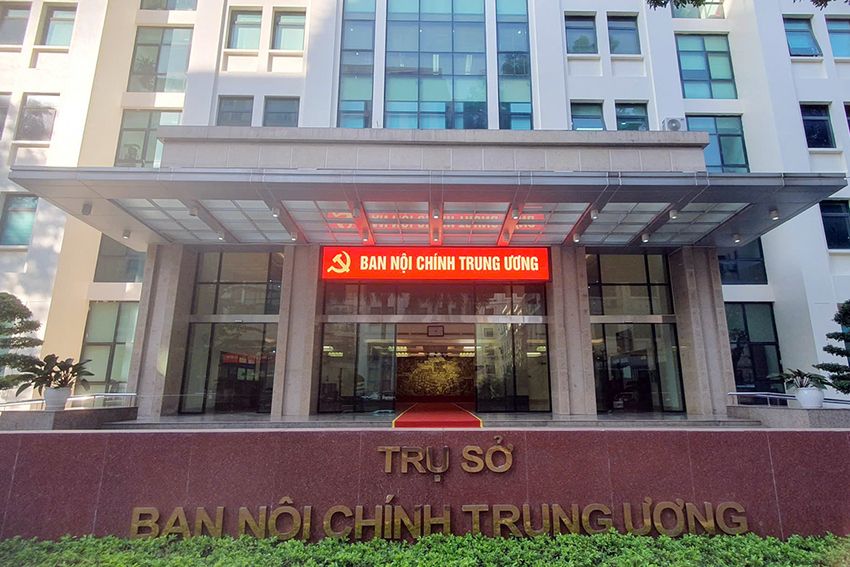 BAN NỘI CHÍNH TRUNG ƯƠNG
TRỤ SỞ
BAN NỘI CHÍNH TRUNG ƯƠNG